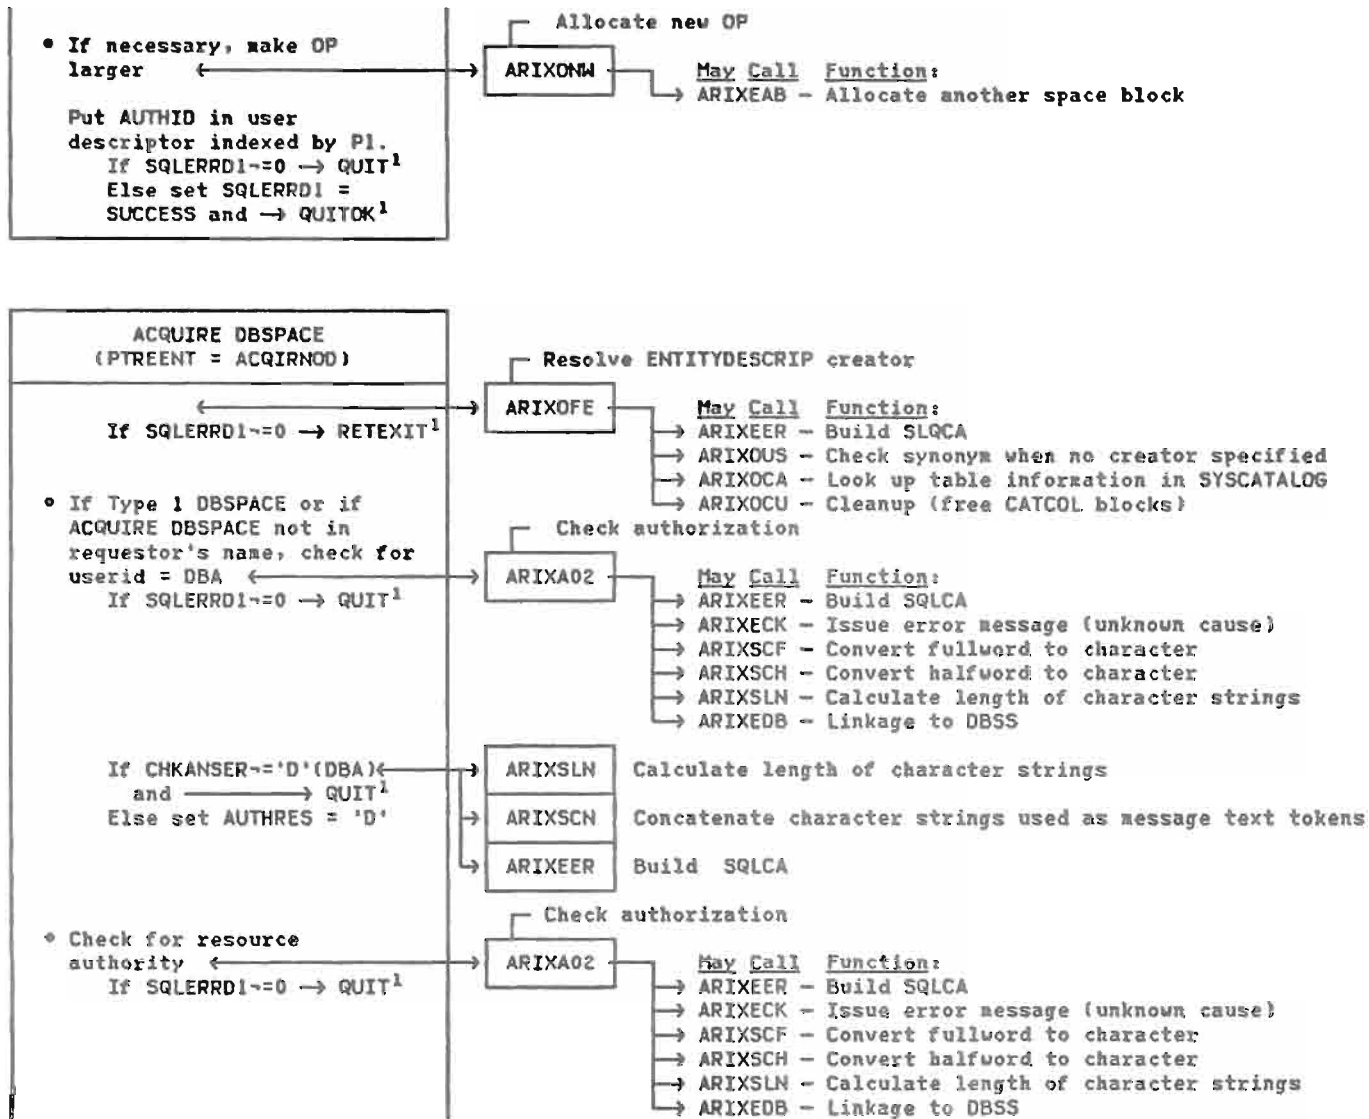 Allocate new OP
• If necessary, make OP
larger
ARIXONW
May Call Function:
ARIXEAB - Allocate another space block
Put AUTHID in user
descriptor indexed by P1.
If SQLERRD1¬=0 → QUIT1
Else set SQLERRD1 =
SUCCESS and → QUITOK1
ACQUIRE DBSPACE
(PTREENT = ACQIRNOD)
Resolve ENTITYDESCRIP creator
ARIXOFE
If SQLERRD1¬=0 → RETEXIT1
May Call Function:
ARIXEER - Build SLQCA
ARIXOUS - Check synonym when no creator specified
ARIXOCA - Look up table information in SYSCATALOG
ARIXOCU - Cleanup (free CATCOL blocks)
• If Type 1 DBSPACE or if
ACQUIRE DBSPACE not in
requestor's name, check for
userid = DBA
If SQLERRD1¬=0 → QUIT1
Check authorization
ARIXA02
May Call Function:
ARIXEER - Build SQLCA
ARIXECK - Issue error message (unknown cause)
ARIXSCF - Convert fullword to character
ARIXSCH - Convert halfword to character
ARIXSLN - Calculate length of character strings
ARIXEDB - Linkage to DBSS
If CHKANSER¬='D'(DBA)
and → QUIT1
Else set AUTHRES = 'D'
ARIXSLN Calculate length of character strings
ARIXSCN Concatenate character strings used as message text tokens
ARIXEER Build SQLCA
Check authorization
• Check for resource
authority
If SQLERRD1¬=0 → QUIT1
ARIXA02
May Call Function:
ARIXEER - Build SQLCA
ARIXECK - Issue error message (unknown cause)
ARIXSCF - Convert fullword to character
ARIXSCH - Convert halfword to character
ARIXSLN - Calculate length of character strings
ARIXEDB - Linkage to DBSS